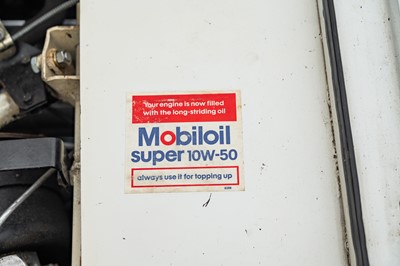 Your engine is now filled
with the long-striding oil
Mobiloil
super 10W-50
always use it for topping up